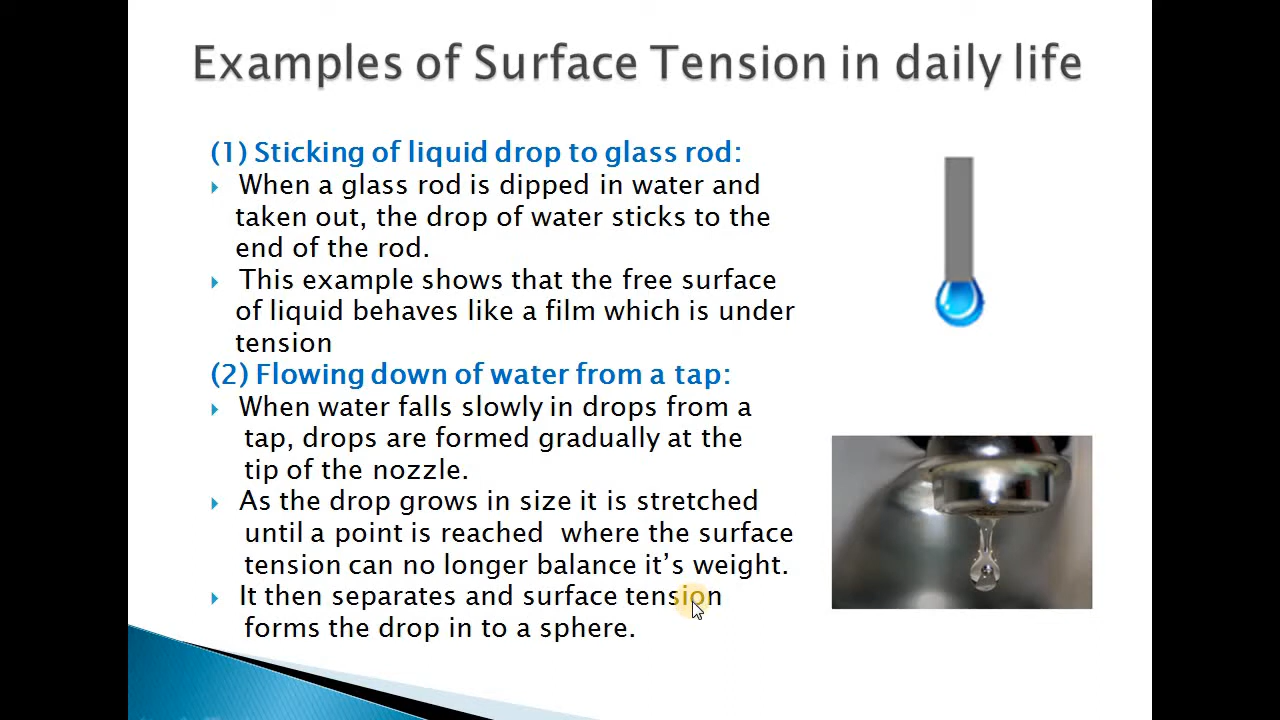 Examples of Surface Tension in daily life
(1) Sticking of liquid drop to glass rod:
When a glass rod is dipped in water and
taken out, the drop of water sticks to the
end of the rod.
This example shows that the free surface
of liquid behaves like a film which is under
tension
(2) Flowing down of water from a tap:
When water falls slowly in drops from a
tap, drops are formed gradually at the
tip of the nozzle.
As the drop grows in size it is stretched
until a point is reached where the surface
tension can no longer balance it’s weight.
It then separates and surface tension
forms the drop in to a sphere.